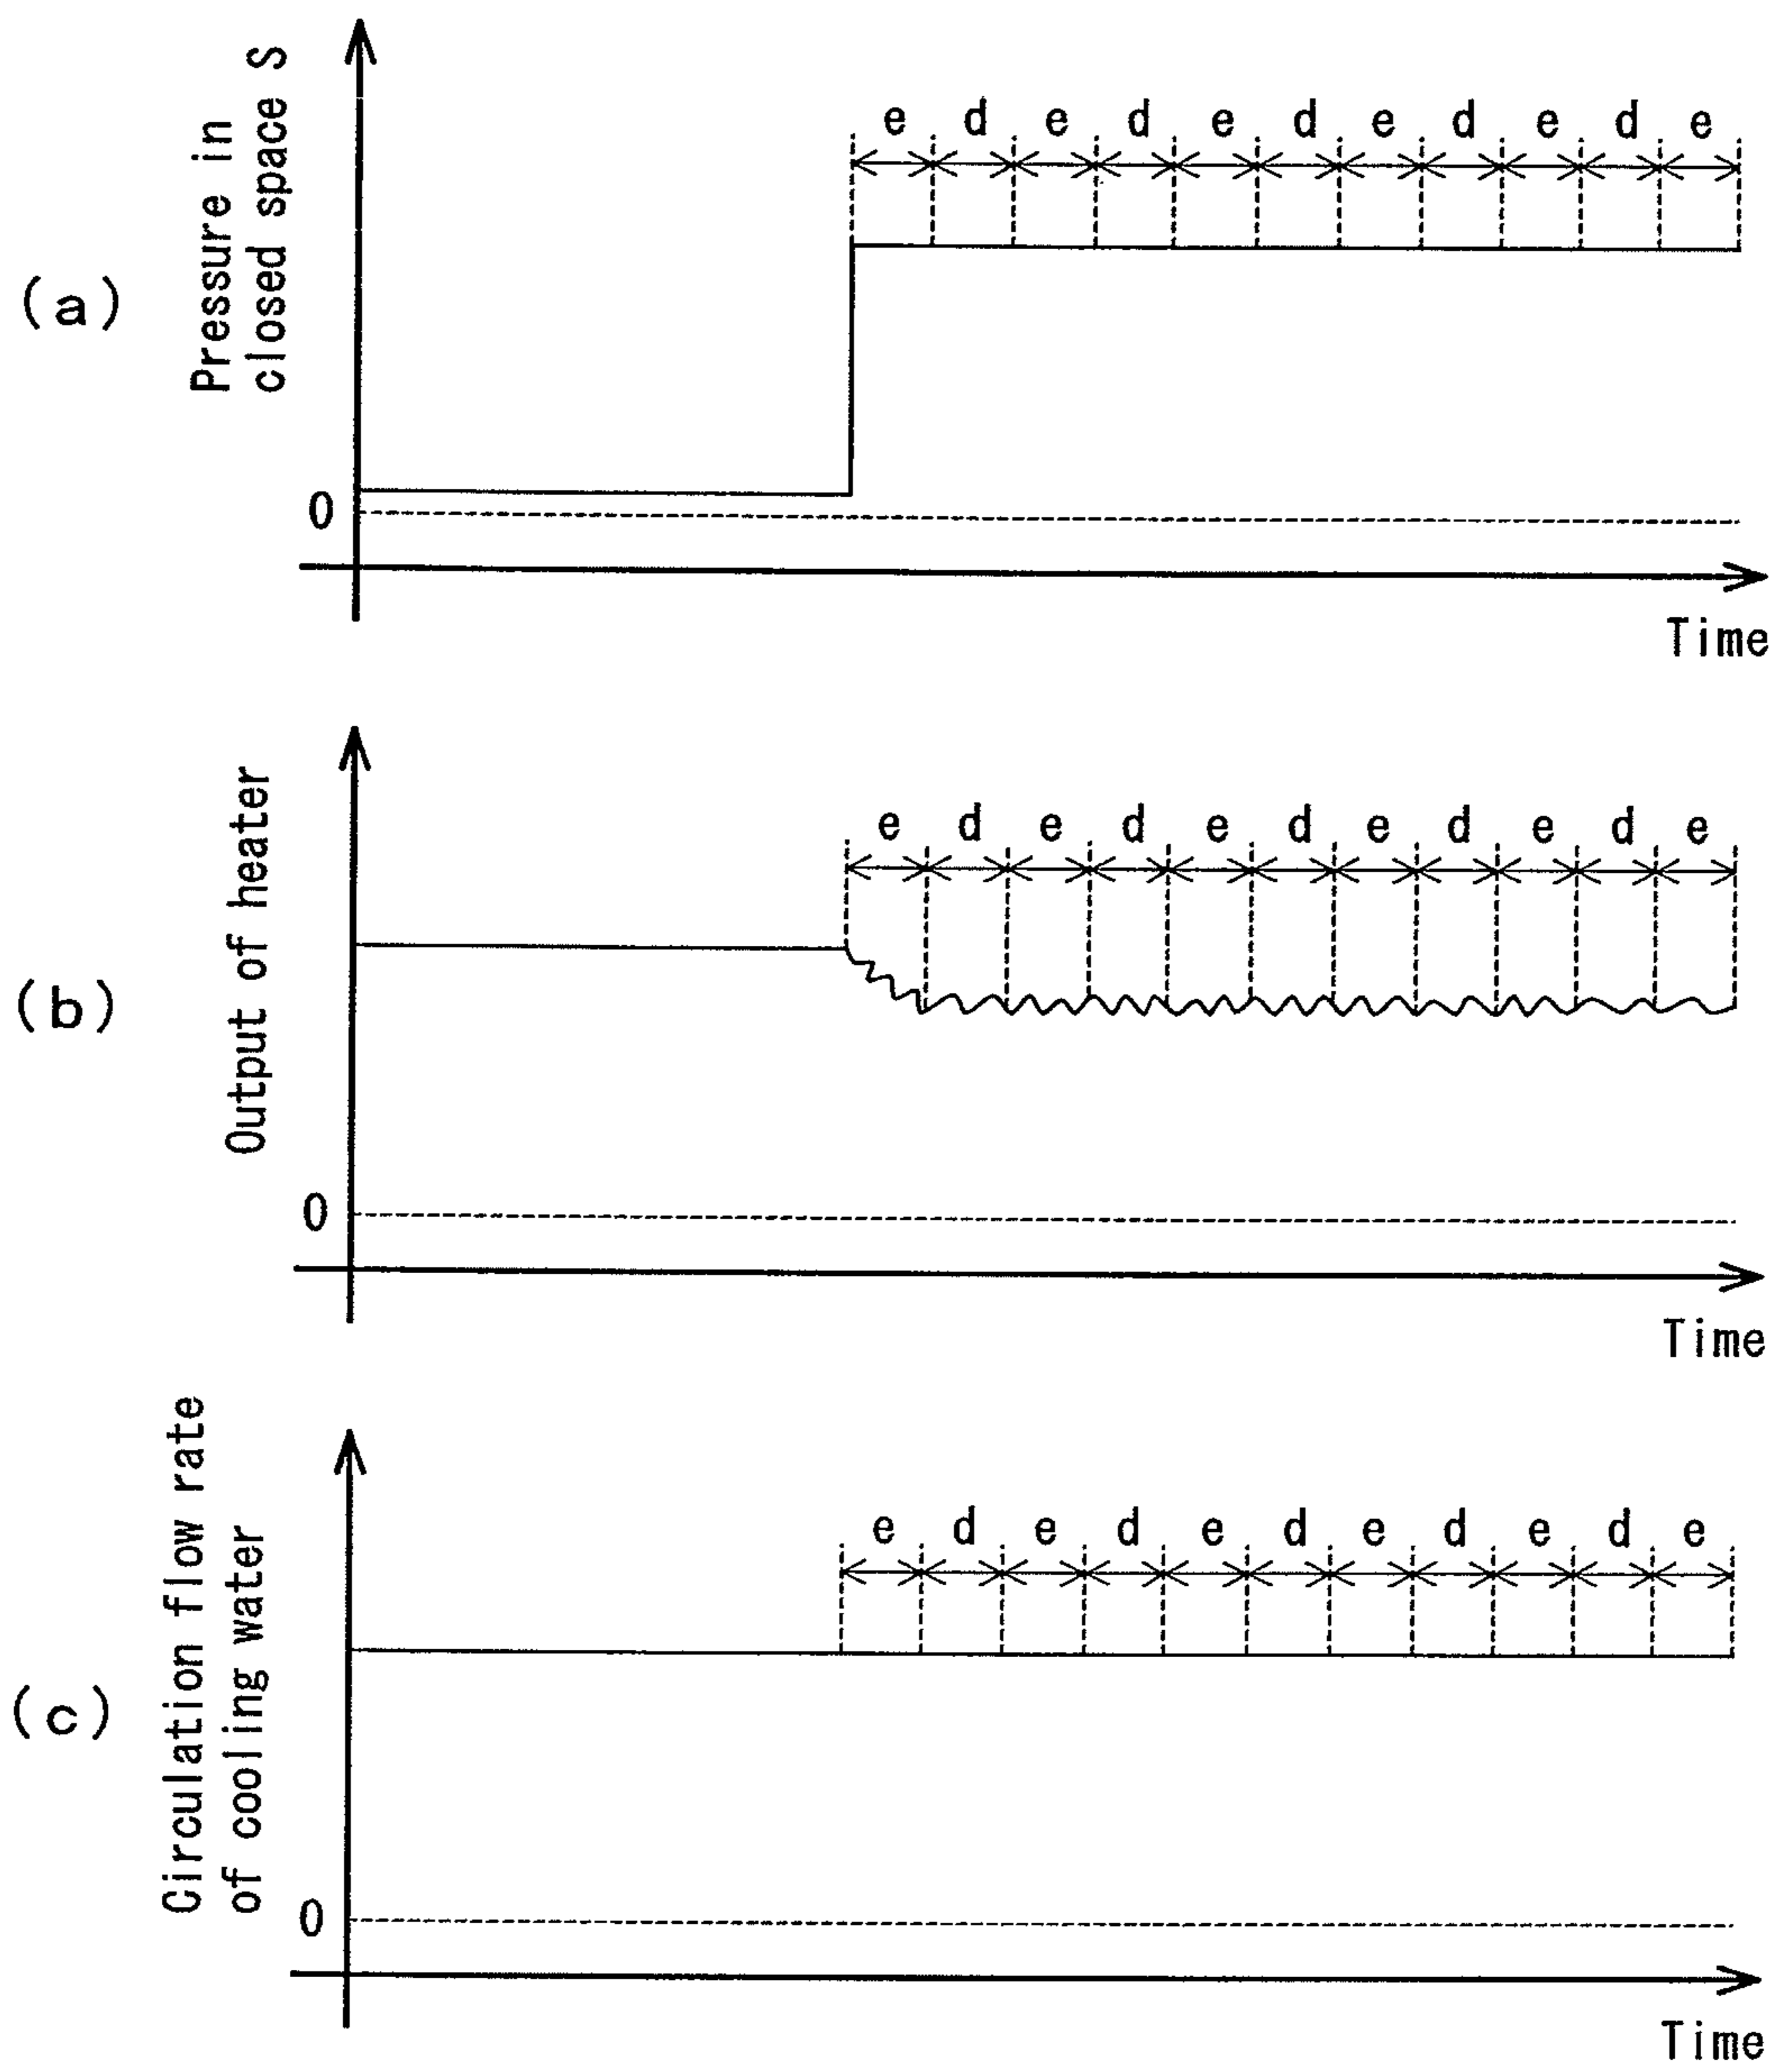 (a)
Pressure in
closed space S
e d e d e d e d e d e
0
Time
(b)
Output of heater
e d e d e d e d e d e
0
Time
(c)
Circulation flow rate
of cooling water
e d e d e d e d e d e
0
Time